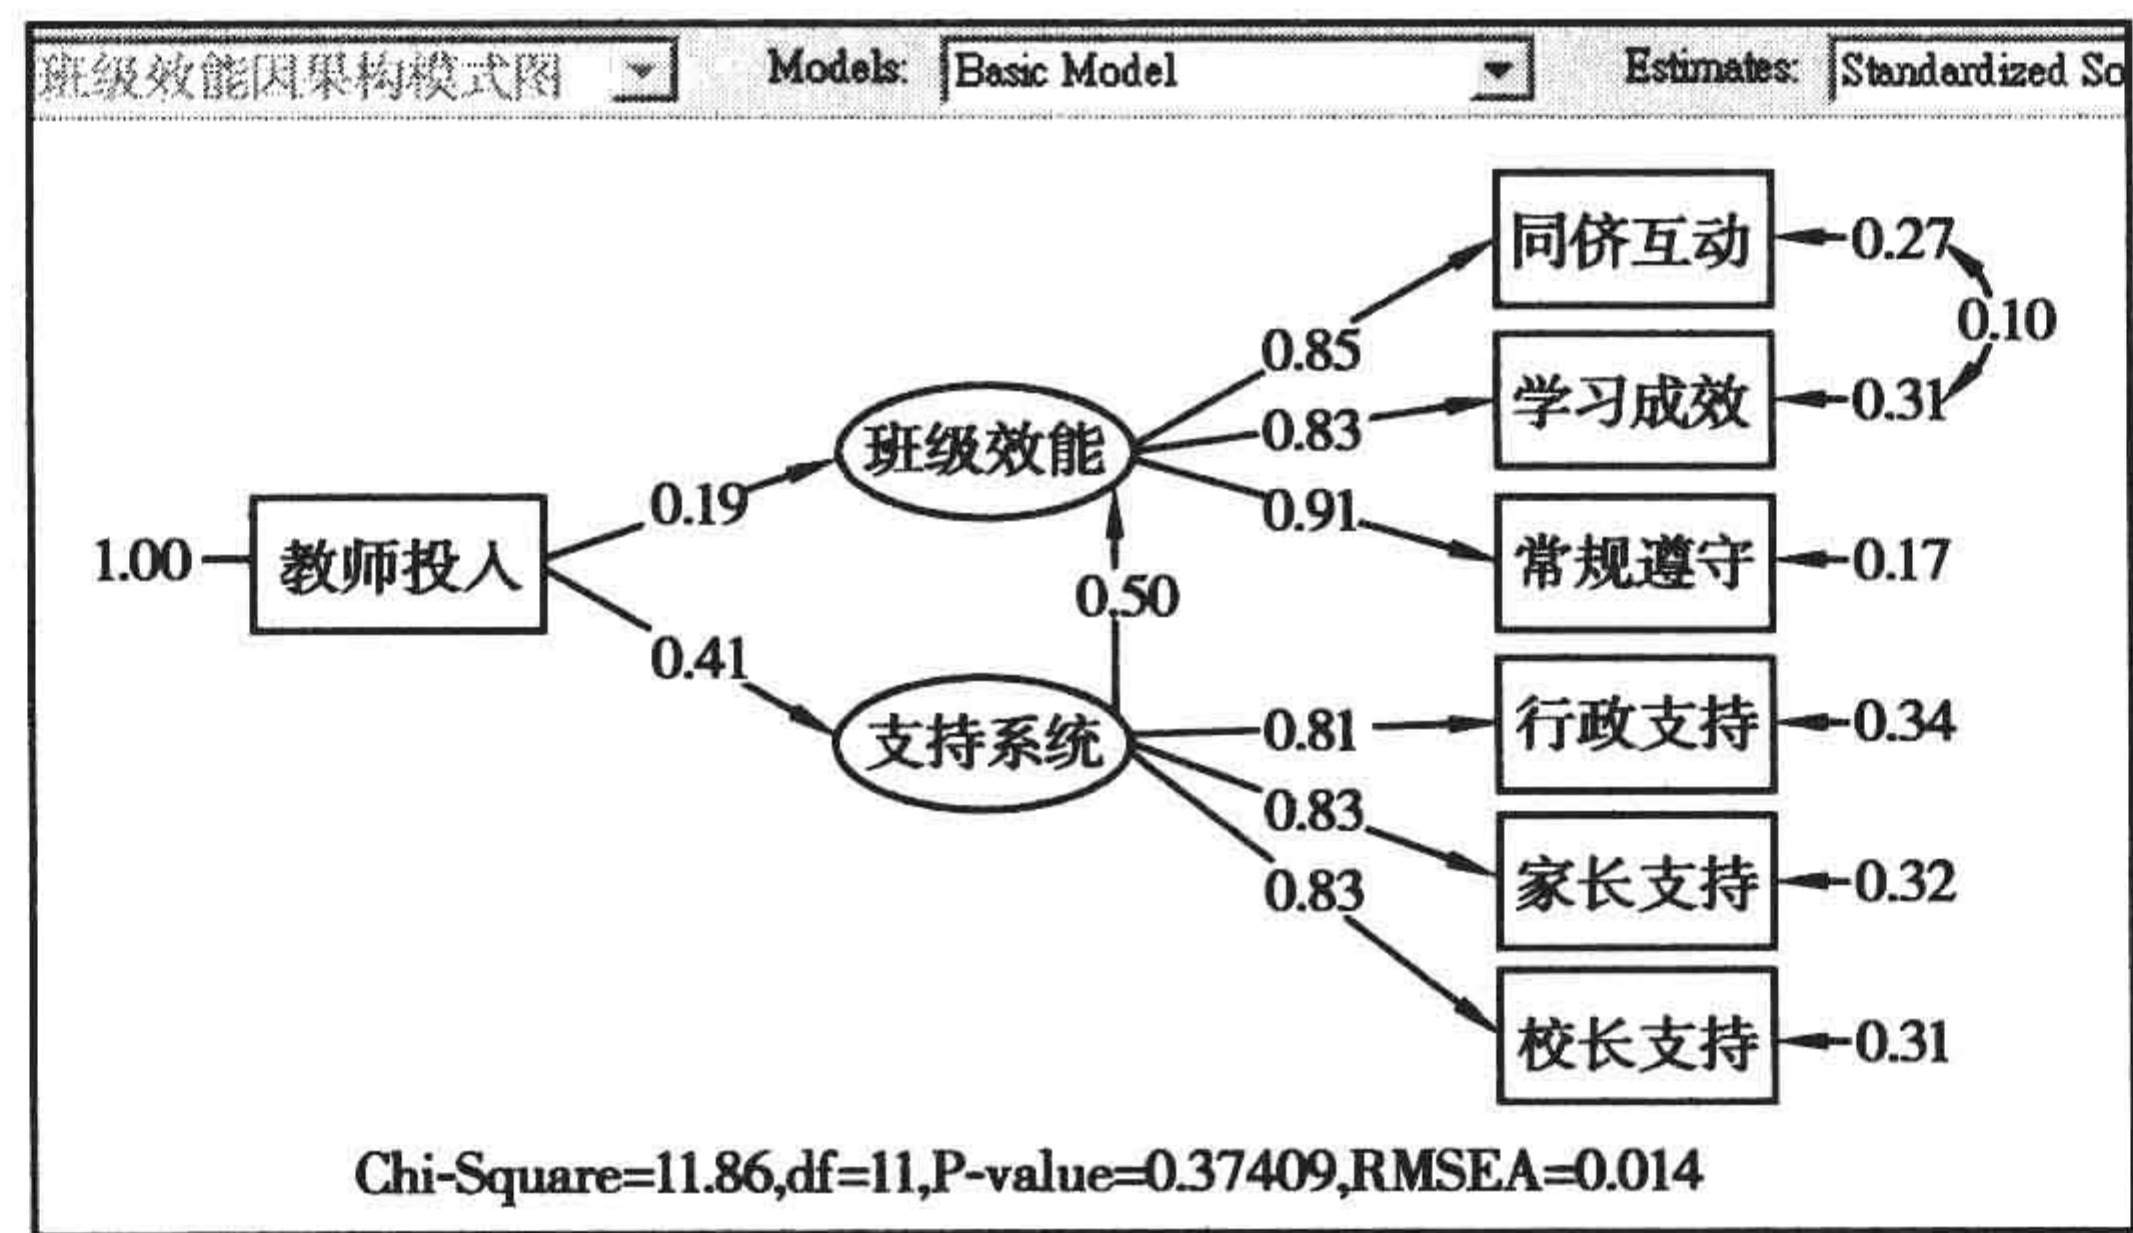 班级效能因果构模式图 Models: Basic Model Estimates: Standardized So
同侪互动 0.27
0.10
0.85
学习成效 0.31
0.83
班级效能
0.91
0.19
常规遵守 0.17
1.00 教师投入
0.50
0.41
行政支持 0.34
0.81
支持系统
0.83
家长支持 0.32
0.83
校长支持 0.31
Chi-Square=11.86,df=11,P-value=0.37409,RMSEA=0.014